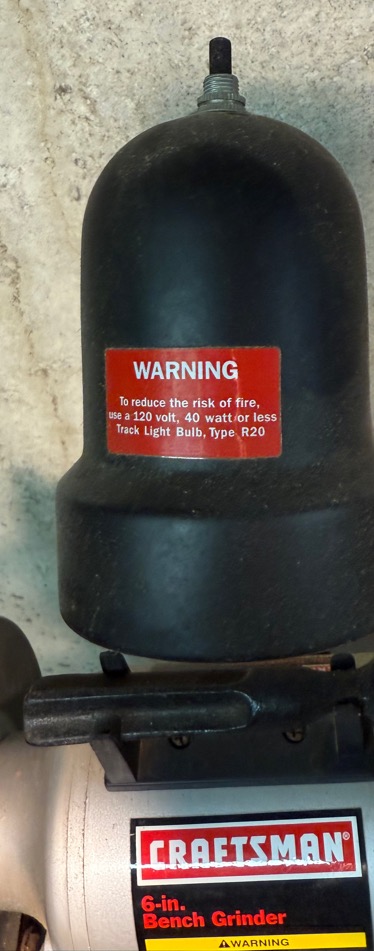 WARNING
To reduce the risk of fire,
use a 120 volt, 40 watt or less
Track Light Bulb, Type R20
CRAFTSMAN®
6-in.
Bench Grinder
⚠WARNING